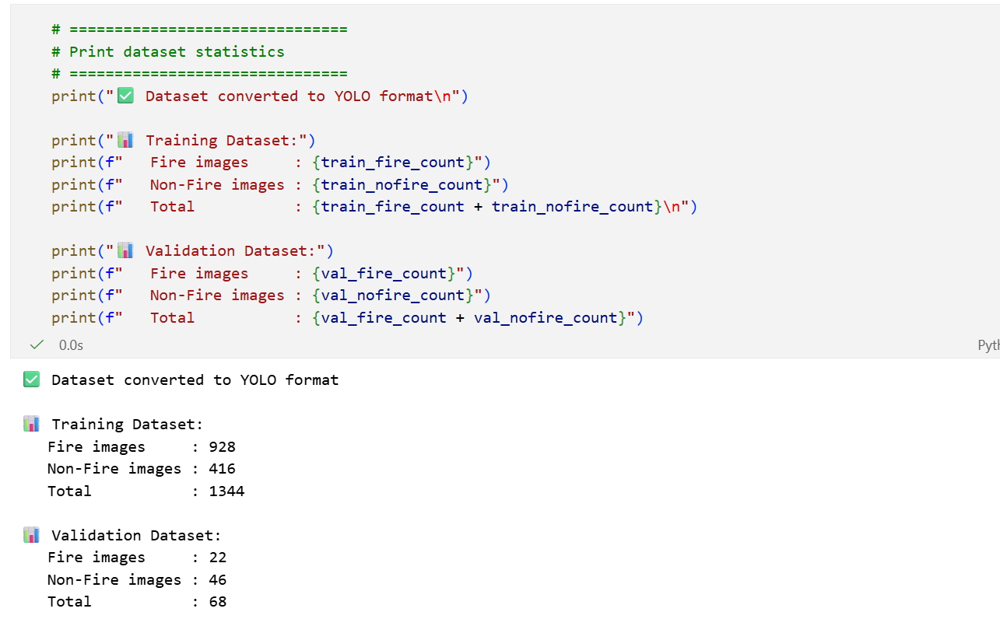 # ===============================
# Print dataset statistics
# ===============================
print("✅ Dataset converted to YOLO format\n")
print("📊 Training Dataset:")
print(f"   Fire images     : {train_fire_count}")
print(f"   Non-Fire images : {train_nofire_count}")
print(f"   Total           : {train_fire_count + train_nofire_count}\n")
print("📊 Validation Dataset:")
print(f"   Fire images     : {val_fire_count}")
print(f"   Non-Fire images : {val_nofire_count}")
print(f"   Total           : {val_fire_count + val_nofire_count}")
✓ 0.0s
✅ Dataset converted to YOLO format
📊 Training Dataset:
   Fire images     : 928
   Non-Fire images : 416
   Total           : 1344
📊 Validation Dataset:
   Fire images     : 22
   Non-Fire images : 46
   Total           : 68